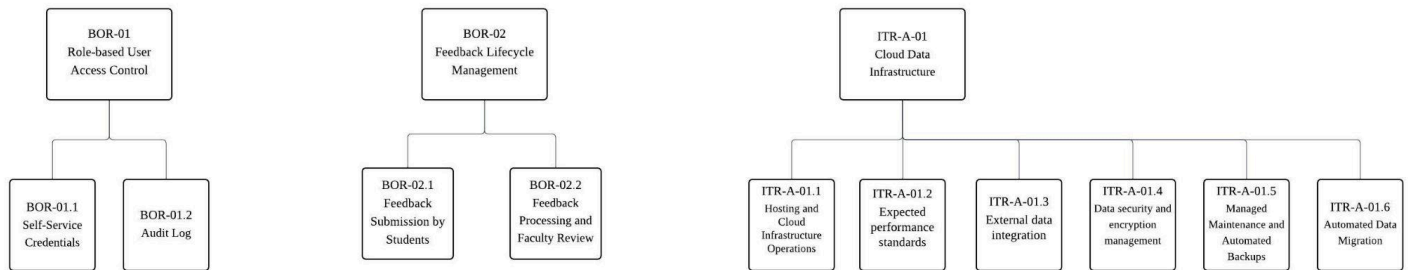 BOR-01
Role-based User
Access Control
BOR-02
Feedback Lifecycle
Management
ITR-A-01
Cloud Data
Infrastructure
BOR-01.1
Self-Service
Credentials
BOR-01.2
Audit Log
BOR-02.1
Feedback
Submission by
Students
BOR-02.2
Feedback
Processing and
Faculty Review
ITR-A-01.1
Hosting and
Cloud
Infrastructure
Operations
ITR-A-01.2
Expected
performance
standards
ITR-A-01.3
External data
integration
ITR-A-01.4
Data security and
encryption
management
ITR-A-01.5
Managed
Maintenance and
Automated
Backups
ITR-A-01.6
Automated Data
Migration